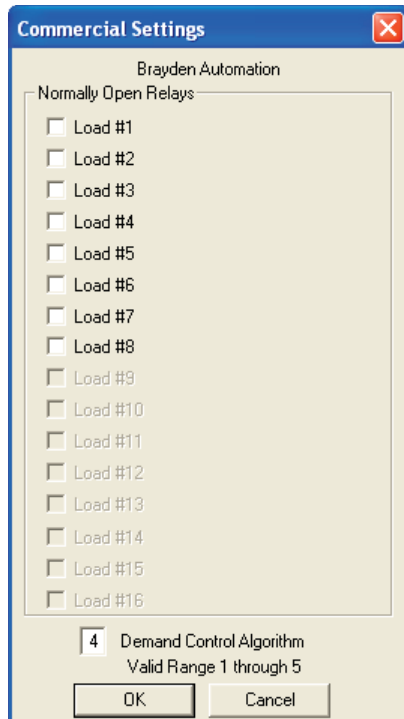 Commercial Settings
Brayden Automation
Normally Open Relays
Load #1
Load #2
Load #3
Load #4
Load #5
Load #6
Load #7
Load #8
Load #9
Load #10
Load #11
Load #12
Load #13
Load #14
Load #15
Load #16
4 Demand Control Algorithm
Valid Range 1 through 5
OK Cancel